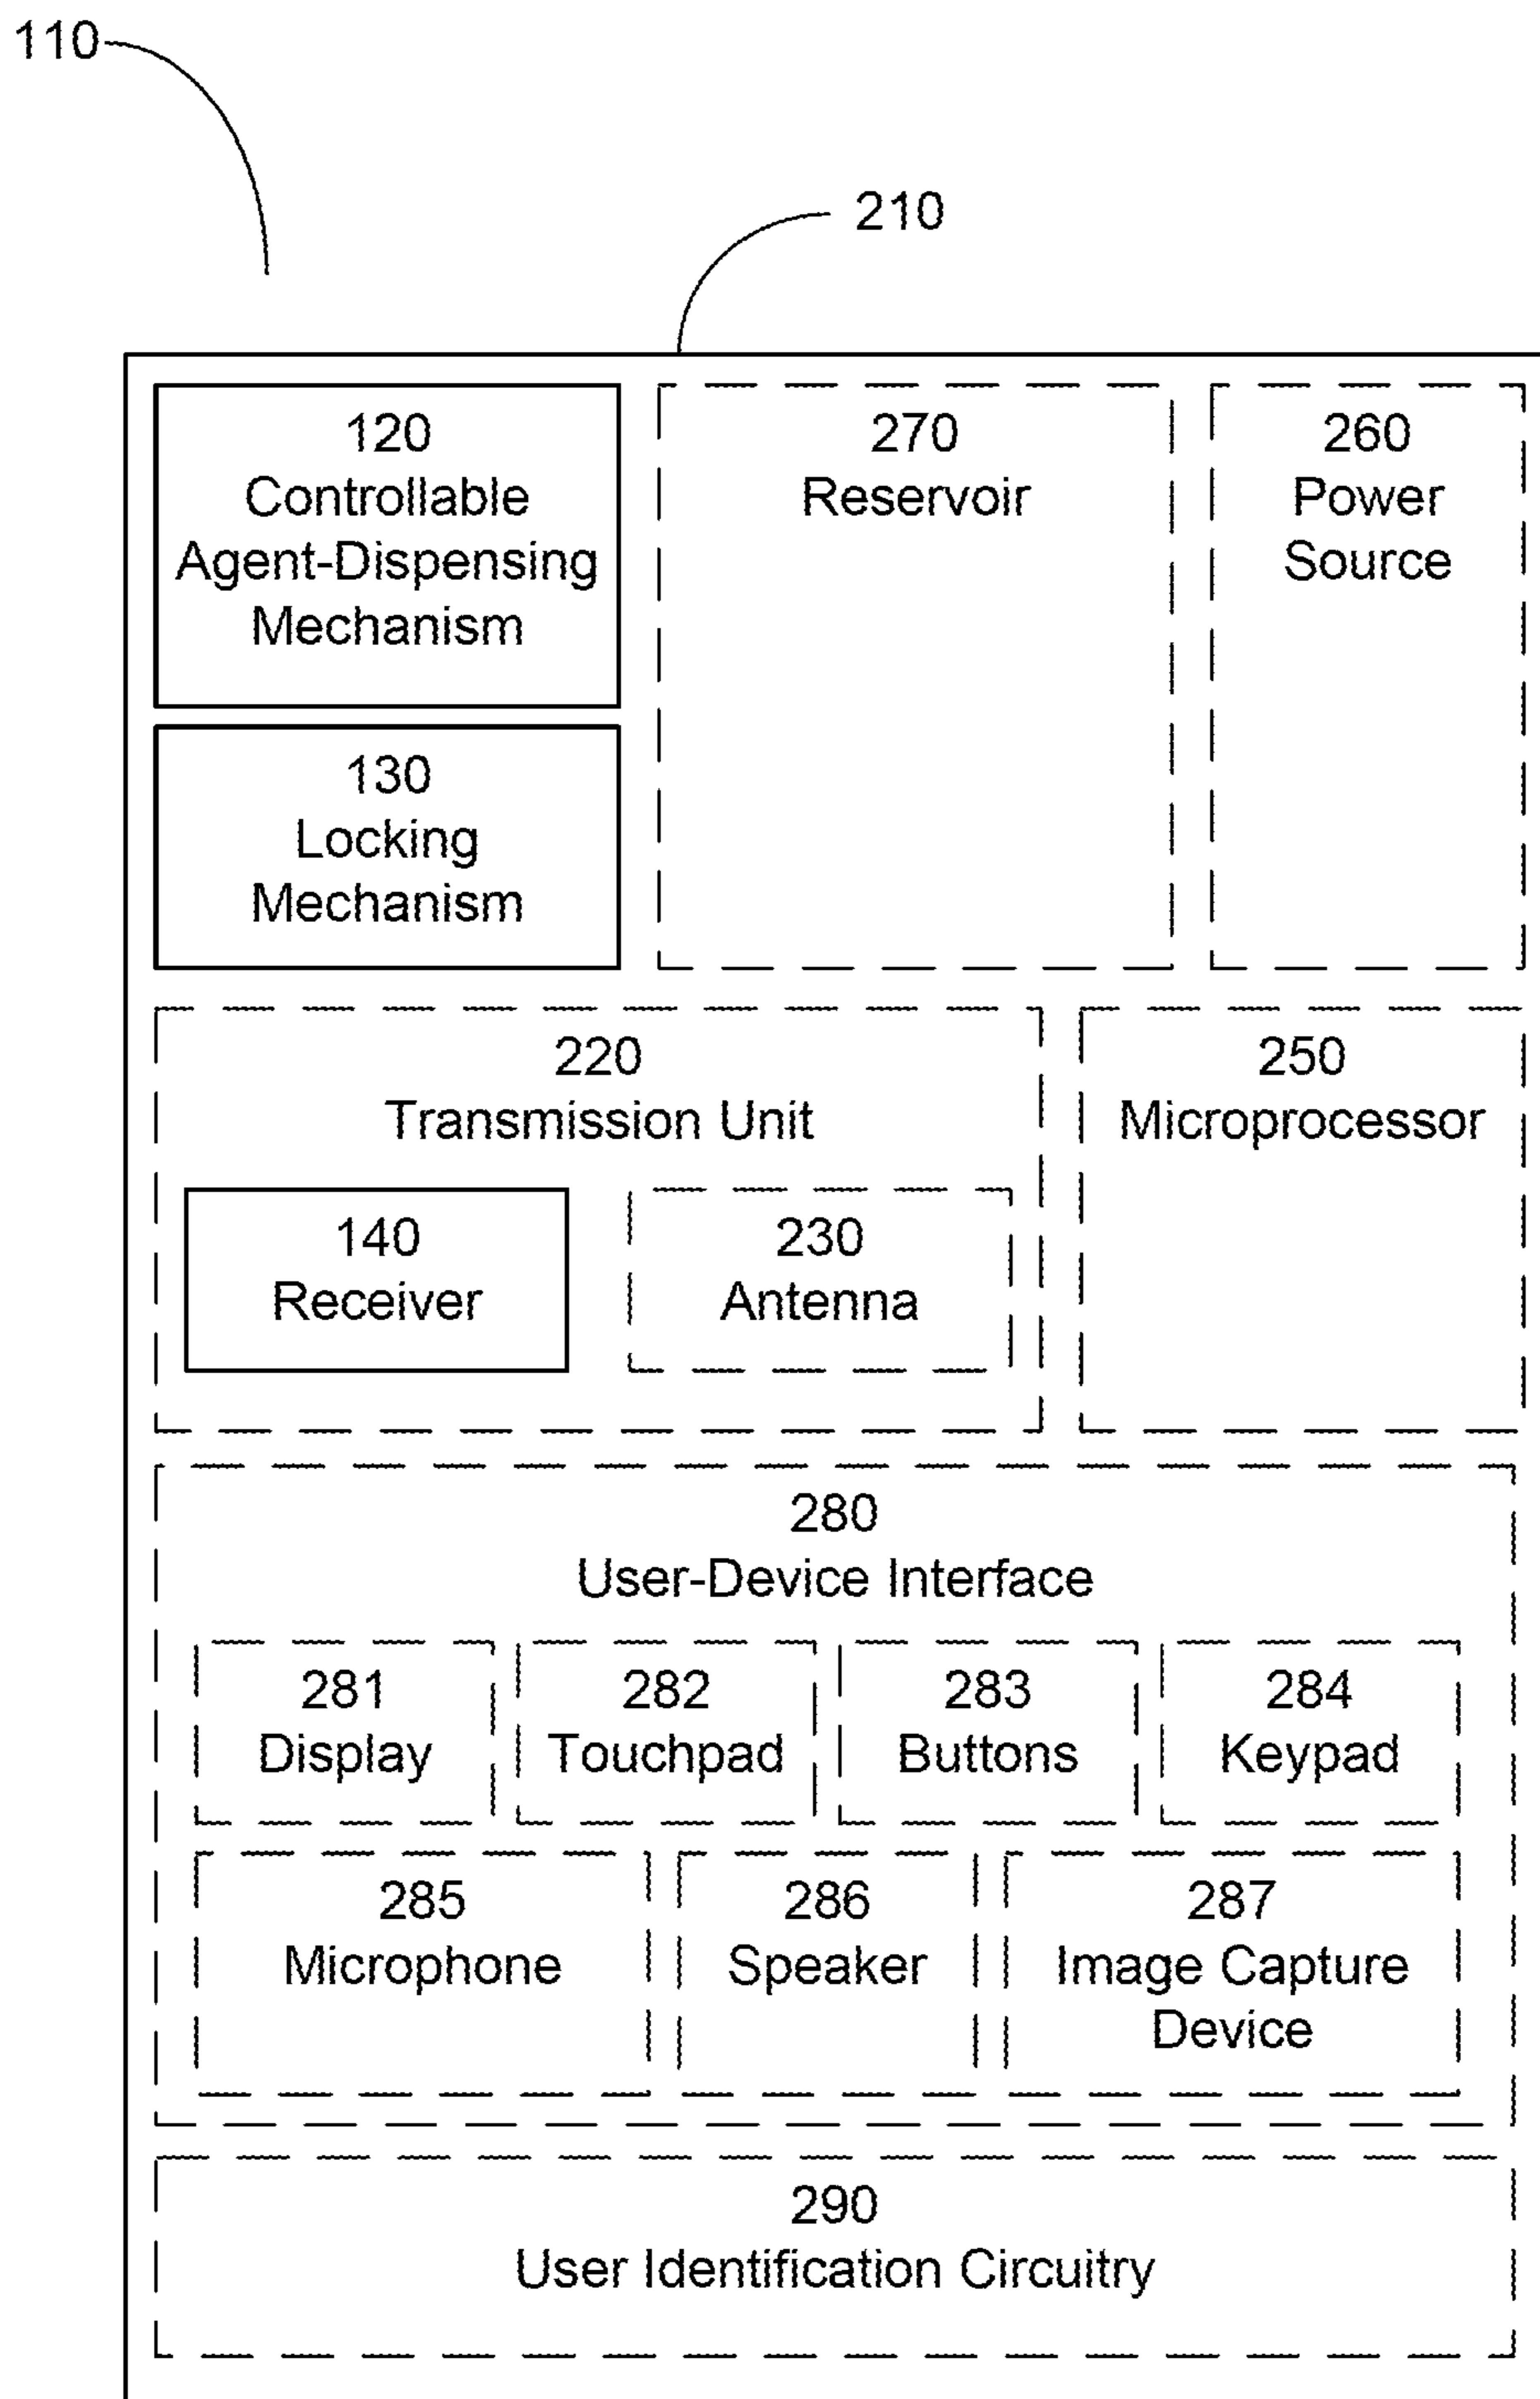 110
210
120
Controllable
Agent-Dispensing
Mechanism
270
Reservoir
260
Power
Source
130
Locking
Mechanism
220
Transmission Unit
250
Microprocessor
140
Receiver
230
Antenna
280
User-Device Interface
281
Display
282
Touchpad
283
Buttons
284
Keypad
285
Microphone
286
Speaker
287
Image Capture
Device
290
User Identification Circuitry